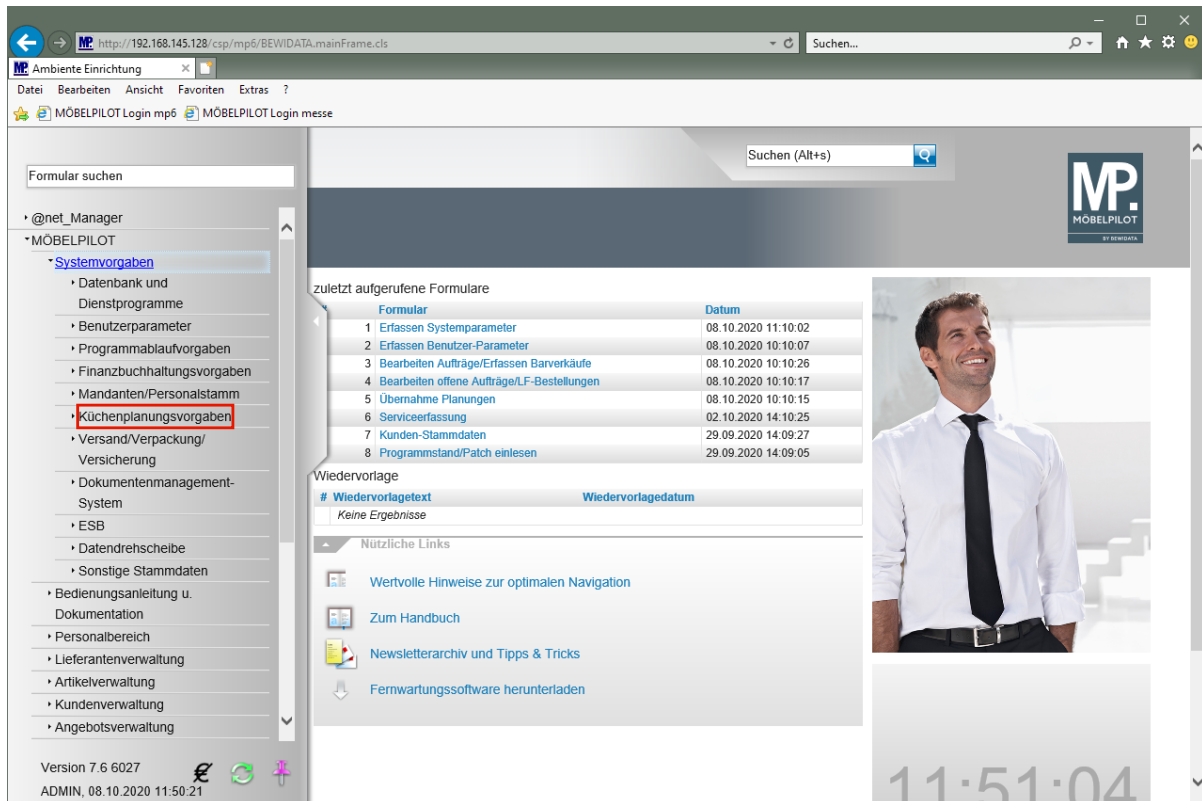 http://192.168.145.128/csp/mp6/BEWIDATA.mainFrame.cls
Suchen...
MP. Ambiente Einrichtung
Datei Bearbeiten Ansicht Favoriten Extras ?
MÖBELPILOT Login mp6 MÖBELPILOT Login messe
Formular suchen
@net_Manager
MÖBELPILOT
Systemvorgaben
Datenbank und
Dienstprogramme
Benutzerparameter
Programmablaufvorgaben
Finanzbuchhaltungsvorgaben
Mandanten/Personalstamm
Küchenplanungsvorgaben
Versand/Verpackung/
Versicherung
Dokumentenmanagement-
System
ESB
Datendrehscheibe
Sonstige Stammdaten
Bedienungsanleitung u.
Dokumentation
Personalbereich
Lieferantenverwaltung
Artikelverwaltung
Kundenverwaltung
Angebotsverwaltung
Version 7.6 6027
ADMIN, 08.10.2020 11:50:21
Suchen (Alt+s)
MP.
MÖBELPILOT
BY BEWIDATA
zuletzt aufgerufene Formulare
Formular Datum
1 Erfassen Systemparameter 08.10.2020 11:10:02
2 Erfassen Benutzer-Parameter 08.10.2020 10:10:07
3 Bearbeiten Aufträge/Erfassen Barverkäufe 08.10.2020 10:10:26
4 Bearbeiten offene Aufträge/LF-Bestellungen 08.10.2020 10:10:17
5 Übernahme Planungen 08.10.2020 10:10:15
6 Serviceerfassung 02.10.2020 14:10:25
7 Kunden-Stammdaten 29.09.2020 14:09:27
8 Programmstand/Patch einlesen 29.09.2020 14:09:05
Wiedervorlage
# Wiedervorlagetext Wiedervorlagedatum
Keine Ergebnisse
Nützliche Links
Wertvolle Hinweise zur optimalen Navigation
Zum Handbuch
Newsletterarchiv und Tipps & Tricks
Fernwartungssoftware herunterladen
11:51:04